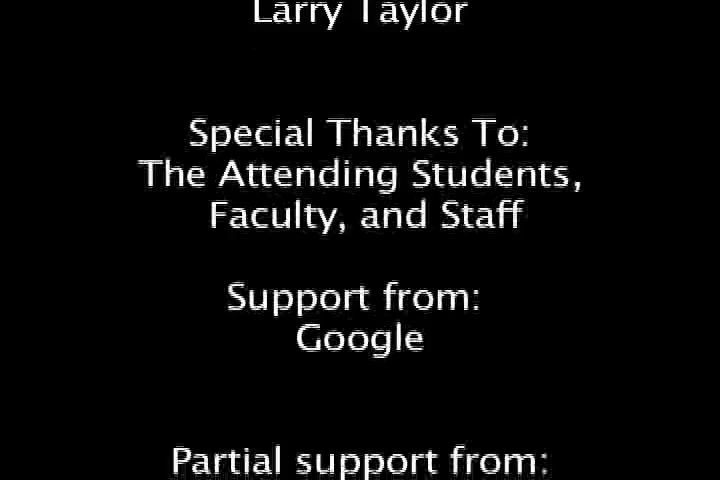 Larry Taylor
Special Thanks To:
The Attending Students,
Faculty, and Staff
Support from:
Google
Partial support from: